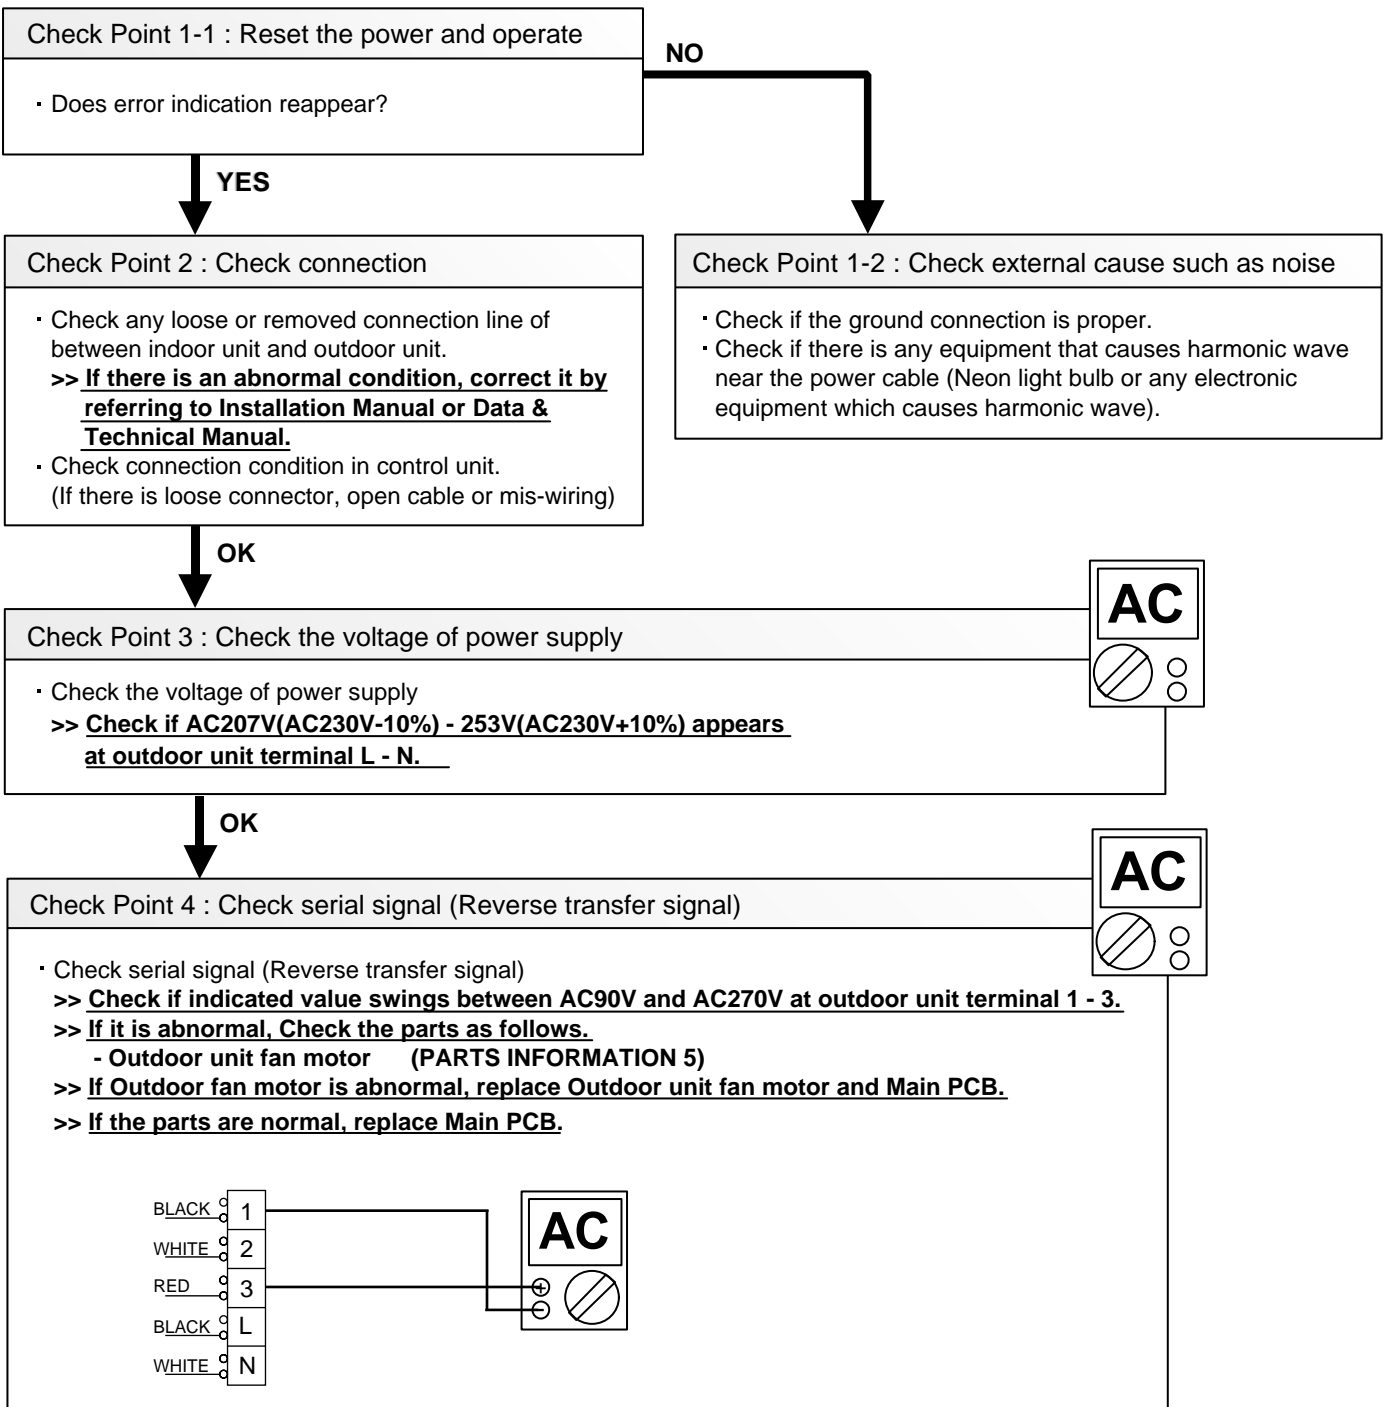 Check Point 1-1 : Reset the power and operate
· Does error indication reappear?
NO
YES
Check Point 2 : Check connection
· Check any loose or removed connection line of
between indoor unit and outdoor unit.
>> If there is an abnormal condition, correct it by
referring to Installation Manual or Data &
Technical Manual.
· Check connection condition in control unit.
(If there is loose connector, open cable or mis-wiring)
Check Point 1-2 : Check external cause such as noise
· Check if the ground connection is proper.
· Check if there is any equipment that causes harmonic wave
near the power cable (Neon light bulb or any electronic
equipment which causes harmonic wave).
OK
AC
Check Point 3 : Check the voltage of power supply
· Check the voltage of power supply
>> Check if AC207V(AC230V-10%) - 253V(AC230V+10%) appears
at outdoor unit terminal L - N.
OK
AC
Check Point 4 : Check serial signal (Reverse transfer signal)
· Check serial signal (Reverse transfer signal)
>> Check if indicated value swings between AC90V and AC270V at outdoor unit terminal 1 - 3.
>> If it is abnormal, Check the parts as follows.
- Outdoor unit fan motor (PARTS INFORMATION 5)
>> If Outdoor fan motor is abnormal, replace Outdoor unit fan motor and Main PCB.
>> If the parts are normal, replace Main PCB.
BLACK 1
WHITE 2
RED 3
BLACK L
WHITE N
AC
+
-